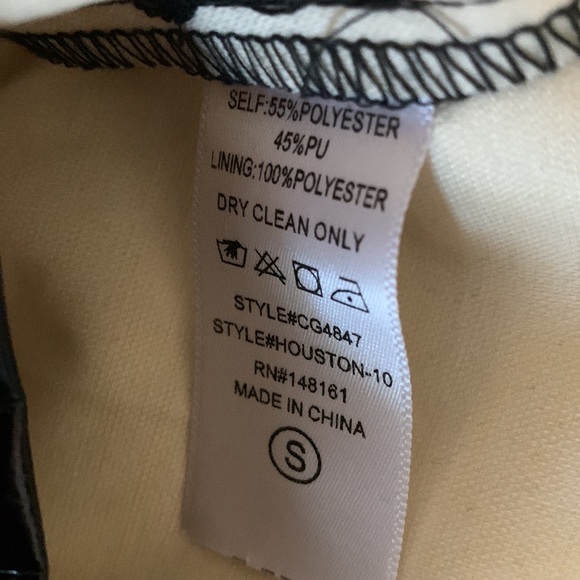 SELF:55%POLYESTER
45%PU
LINING:100%POLYESTER
DRY CLEAN ONLY
STYLE#CG4847
STYLE#HOUSTON-10
RN#148161
MADE IN CHINA
S